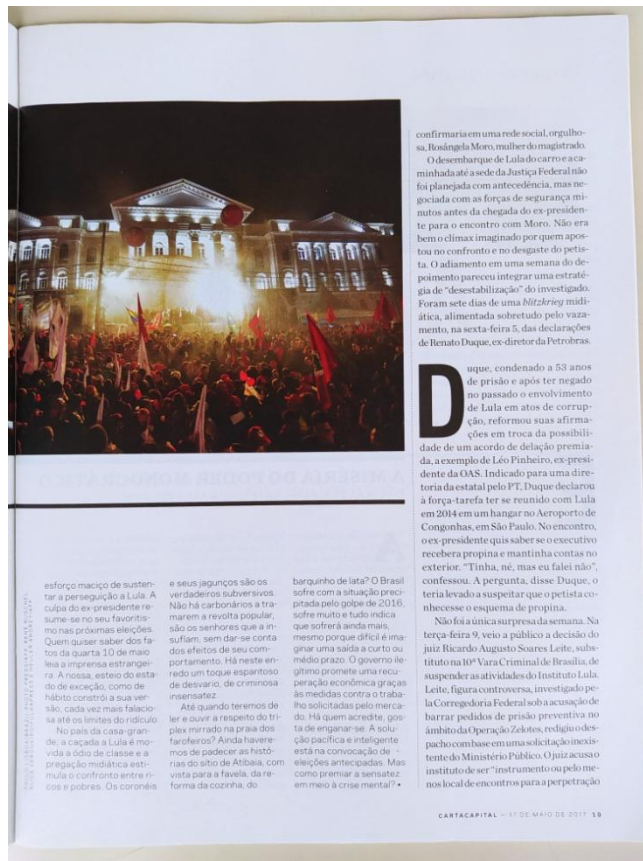 esforço maciço de susten-
tar a perseguição a Lula. A
culpa do ex-presidente re-
sume-se no seu favoritis-
mo nas próximas eleições.
Quem quiser saber dos fa-
tos da quarta 10 de maio
leia a imprensa estrangei-
ra. A nossa, esteio do esta-
do de exceção, como de
hábito constrói a sua ver-
são, cada vez mais falacio-
sa até os limites do ridículo.
No país da casa-gran-
de, a caçada a Lula é mo-
vida a ódio de classe e a
pregação midiática esti-
mula o confronto entre ri-
cos e pobres. Os coronéis
e seus jagunços são os
verdadeiros subversivos.
Não há carbonários a tra-
marem a revolta popular,
são os senhores que a in-
suflam, sem dar-se conta
dos efeitos de seu com-
portamento. Há neste en-
redo um toque espantoso
de desvario, de criminosa
insensatez.
Até quando teremos de
ler e ouvir a respeito do tri-
plex mirrado na praia dos
farofeiros? Ainda havere-
mos de padecer as histó-
rias do sítio de Atibaia, com
vista para a favela, da re-
forma da cozinha, do
barquinho de lata? O Brasil
sofre com a situação preci-
pitada pelo golpe de 2016,
sofre muito e tudo indica
que sofrerá ainda mais,
mesmo porque difícil é ima-
ginar uma saída a curto ou
médio prazo. O governo ile-
gítimo promete uma recu-
peração econômica graças
às medidas contra o traba-
lho solicitadas pelo merca-
do. Há quem acredite, gos-
ta de enganar-se. A solu-
ção pacífica e inteligente
está na convocação de
eleições antecipadas. Mas
como premiar a sensatez
em meio à crise mental? •
confirmaria em uma rede social, orgulho-
sa, Rosângela Moro, mulher do magistrado.
O desembarque de Lula do carro e a ca-
minhada até a sede da Justiça Federal não
foi planejada com antecedência, mas ne-
gociada com as forças de segurança mi-
nutos antes da chegada do ex-presiden-
te para o encontro com Moro. Não era
bem o clímax imaginado por quem apos-
tou no confronto e no desgaste do petis-
ta. O adiamento em uma semana do de-
poimento pareceu integrar uma estraté-
gia de “desestabilização” do investigado.
Foram sete dias de uma blitzkrieg midi-
ática, alimentada sobretudo pelo vaza-
mento, na sexta-feira 5, das declarações
de Renato Duque, ex-diretor da Petrobras.
Duque, condenado a 53 anos
de prisão e após ter negado
no passado o envolvimento
de Lula em atos de corrup-
ção, reformou suas afirma-
ções em troca da possibili-
dade de um acordo de delação premia-
da, a exemplo de Léo Pinheiro, ex-presi-
dente da OAS. Indicado para uma dire-
toria da estatal pelo PT, Duque declarou
à força-tarefa ter se reunido com Lula
em 2014 em um hangar no Aeroporto de
Congonhas, em São Paulo. No encontro,
o ex-presidente quis saber se o executivo
recebera propina e mantinha contas no
exterior. “Tinha, né, mas eu falei não”,
confessou. A pergunta, disse Duque, o
teria levado a suspeitar que o petista co-
nhecesse o esquema de propina.
Não foi a única surpresa da semana. Na
terça-feira 9, veio a público a decisão do
juiz Ricardo Augusto Soares Leite, subs-
tituto na 10ª Vara Criminal de Brasília, de
suspender as atividades do Instituto Lula.
Leite, figura controversa, investigado pe-
la Corregedoria Federal sob a acusação de
barrar pedidos de prisão preventiva no
âmbito da Operação Zelotes, redigiu o des-
pacho com base em uma solicitação inexis-
tente do Ministério Público. O juiz acusa o
instituto de ser “instrumento ou pelo me-
nos local de encontros para a perpetração
CARTACAPITAL — 17 DE MAIO DE 2017 19